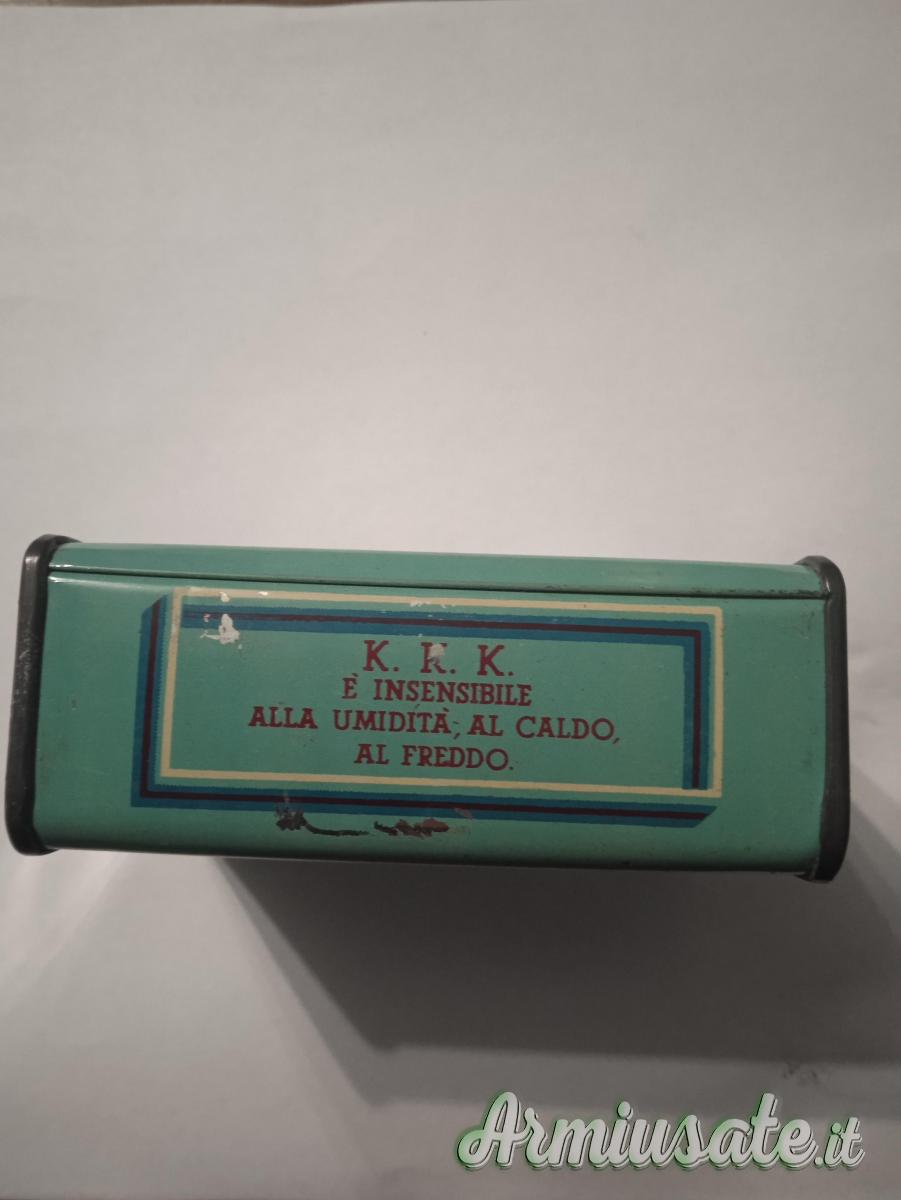 K. K. K.
È INSENSIBILE
ALLA UMIDITÀ, AL CALDO,
AL FREDDO.
Armiusate.it